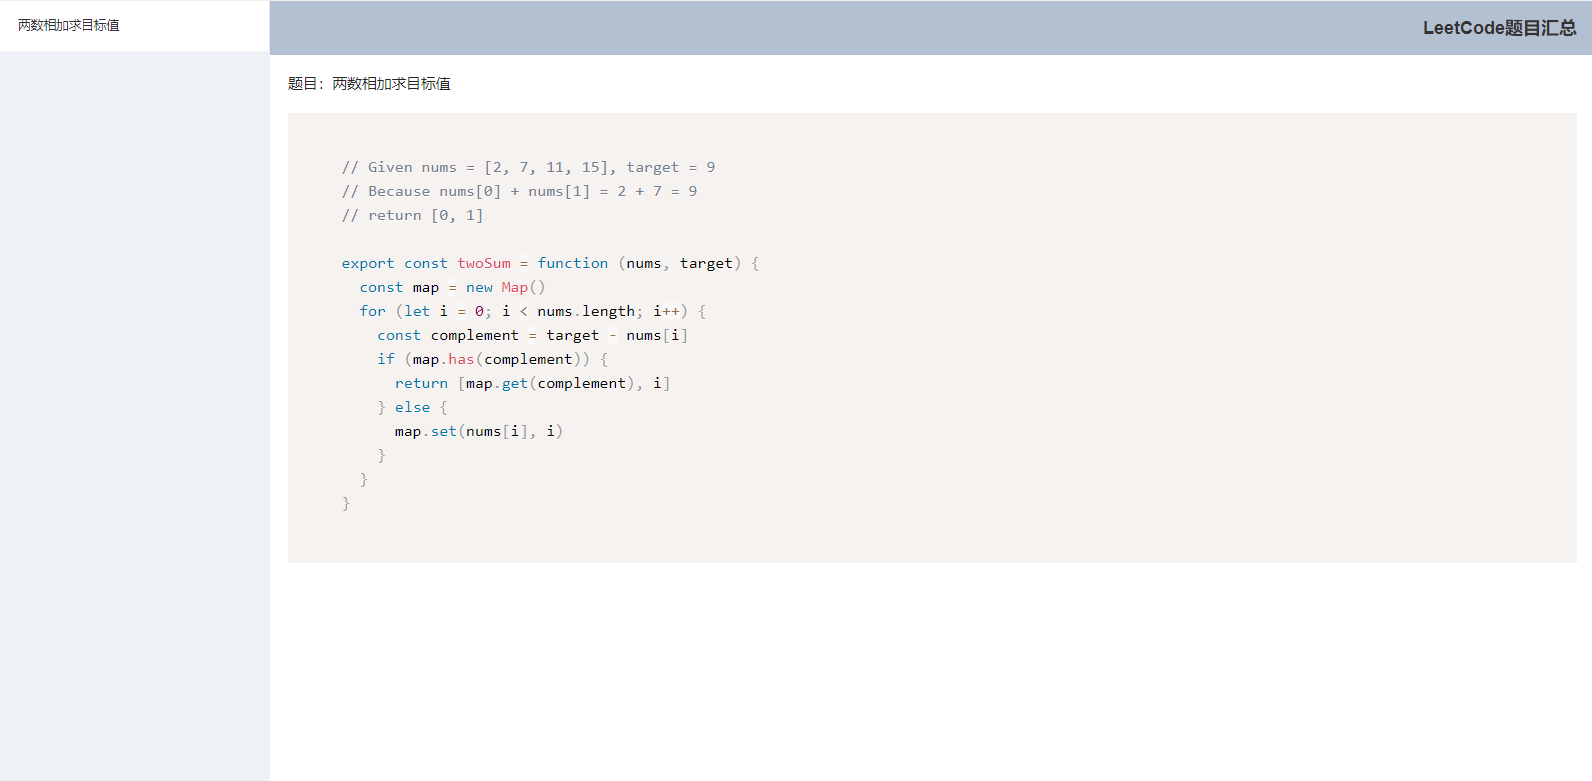 两数相加求目标值
LeetCode题目汇总
题目：两数相加求目标值
// Given nums = [2, 7, 11, 15], target = 9
// Because nums[0] + nums[1] = 2 + 7 = 9
// return [0, 1]
export const twoSum = function (nums, target) {
  const map = new Map()
  for (let i = 0; i < nums.length; i++) {
    const complement = target - nums[i]
    if (map.has(complement)) {
      return [map.get(complement), i]
    } else {
      map.set(nums[i], i)
    }
  }
}